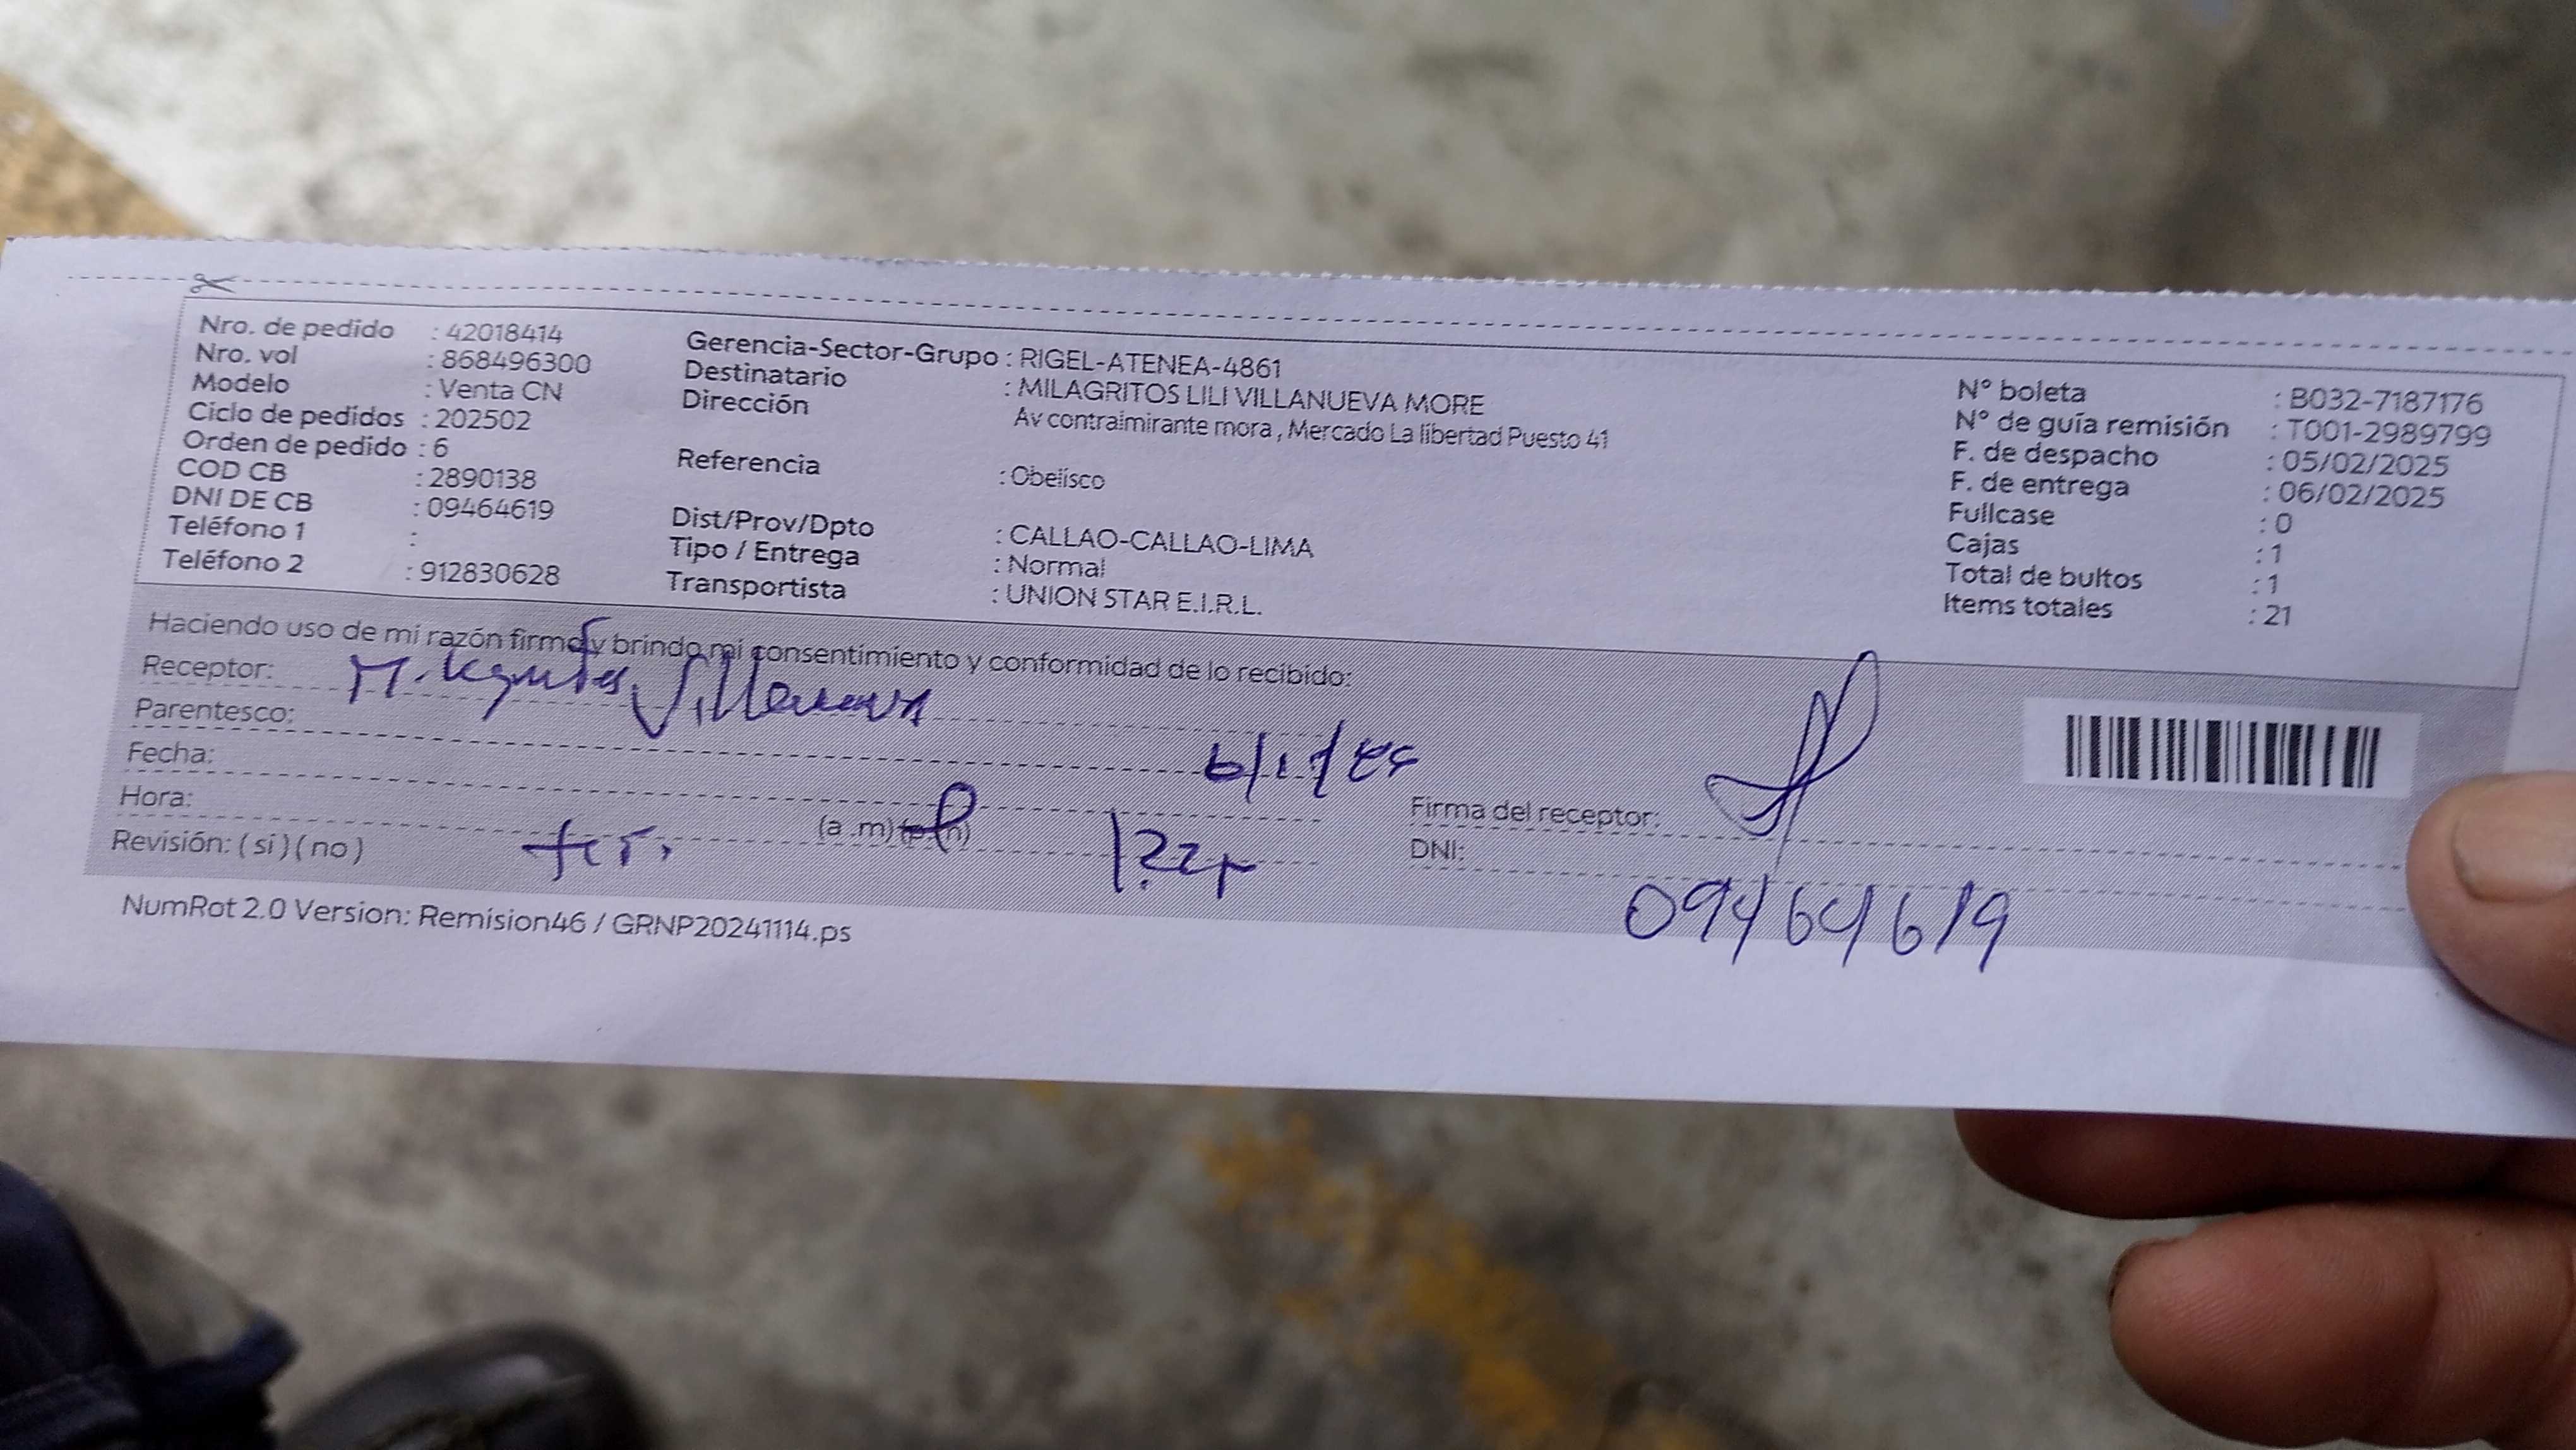 Nro. de pedido : 42018414
Nro. vol : 868496300
Modelo : Venta CN
Ciclo de pedidos : 202502
Orden de pedido : 6
COD CB : 2890138
DNI DE CB : 09464619
Teléfono 1 :
Teléfono 2 : 912830628
Gerencia-Sector-Grupo : RIGEL-ATENEA-4861
Destinatario : MILAGRITOS LILI VILLANUEVA MORE
Dirección Av contralmirante mora , Mercado La libertad Puesto 41
Referencia : Obelisco
Dist/Prov/Dpto : CALLAO-CALLAO-LIMA
Tipo / Entrega : Normal
Transportista : UNION STAR E.I.R.L.
N° boleta : B032-7187176
N° de guía remisión : T001-2989799
F. de despacho : 05/02/2025
F. de entrega : 06/02/2025
Fullcase : 0
Cajas : 1
Total de bultos : 1
Items totales : 21
Haciendo uso de mi razón firmo y brindo mi consentimiento y conformidad de lo recibido:
Receptor: Milagritos Villanueva
Parentesco:
Fecha:
Hora: (a .m)
Revisión: ( si ) ( no )
Firma del receptor:
DNI: 09464619
NumRot 2.0 Version: Remision46 / GRNP20241114.ps